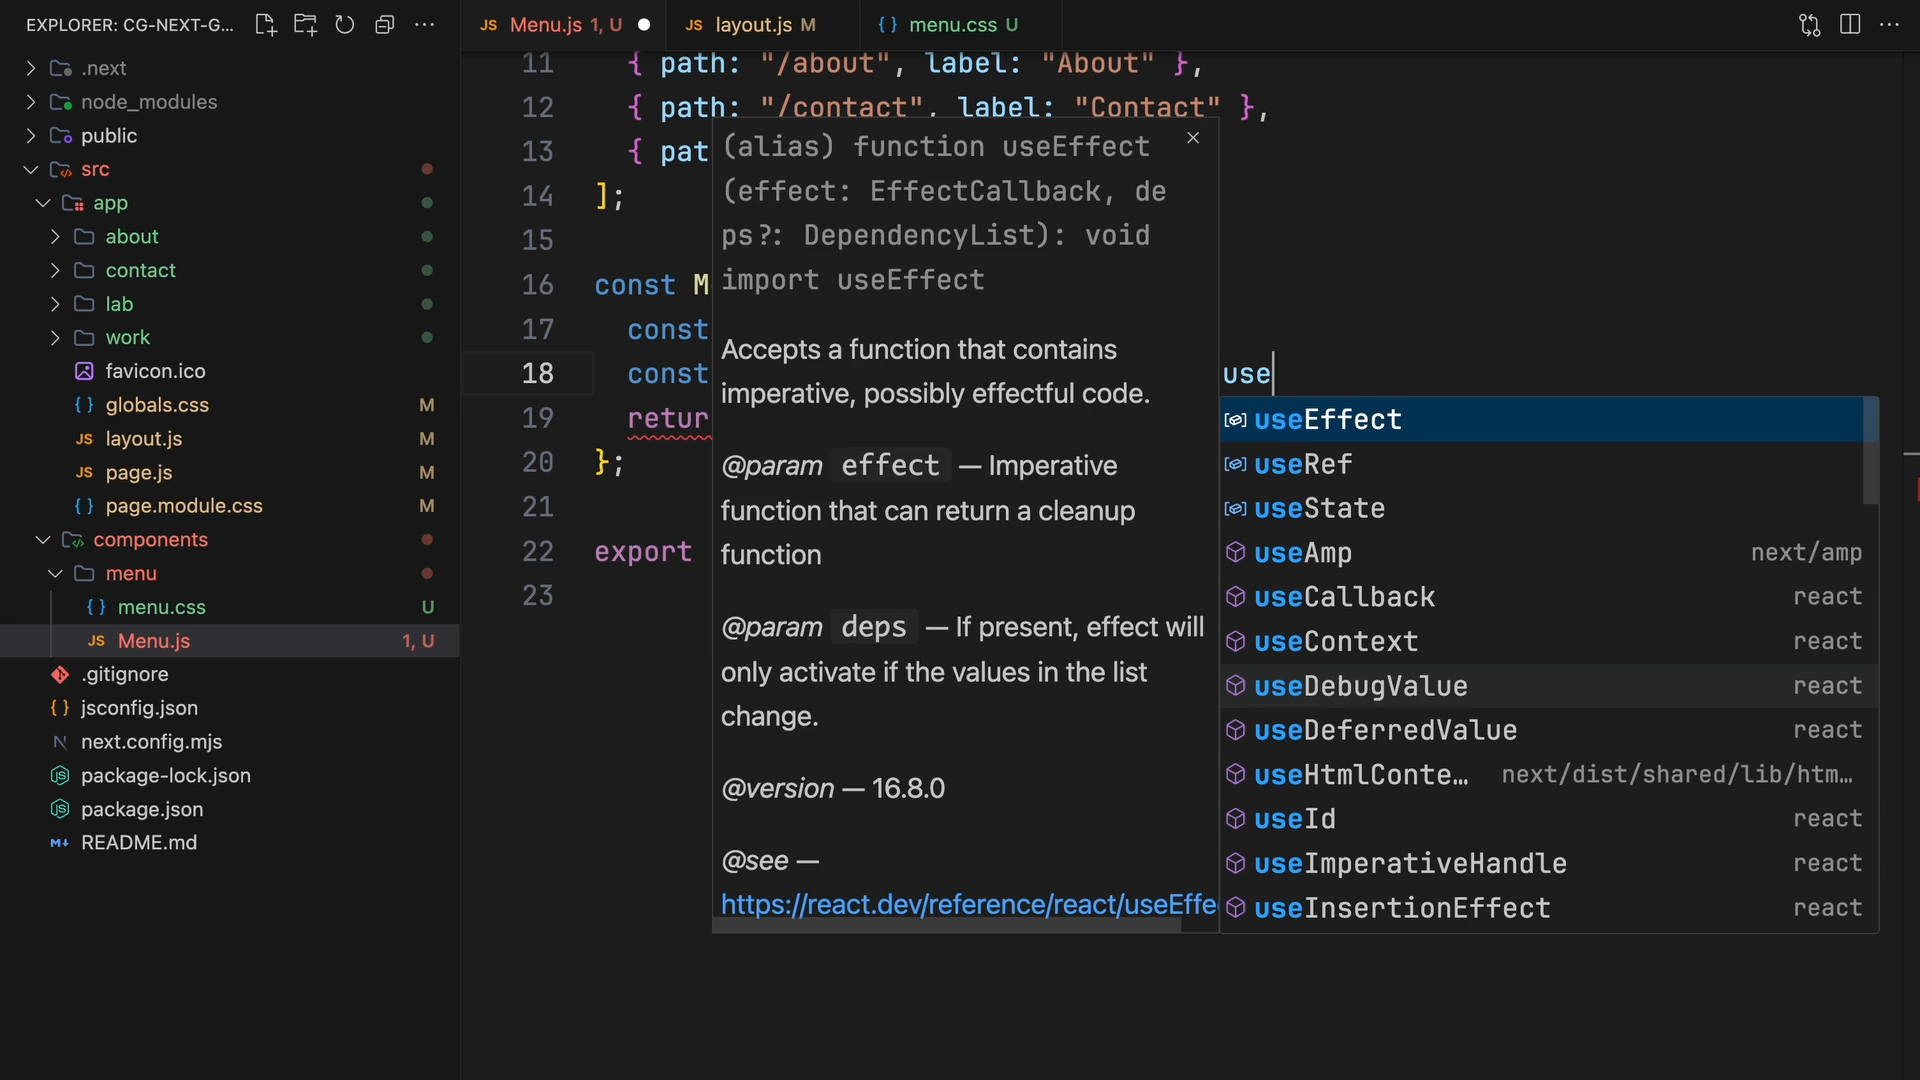 EXPLORER: CG-NEXT-G...
.next
node_modules
public
src
app
about
contact
lab
work
favicon.ico
{ } globals.css M
JS layout.js M
JS page.js M
{ } page.module.css M
components
menu
{ } menu.css U
JS Menu.js 1, U
.gitignore
{ } jsconfig.json
N next.config.mjs
package-lock.json
package.json
M↓ README.md
JS Menu.js 1, U
JS layout.js M
{ } menu.css U
11 { path: "/about", label: "About" },
12 { path: "/contact", label: "Contact" },
13 { pat
14 ];
15
16 const M
17 const
18 const use
19 retur
20 };
21
22 export
23
(alias) function useEffect
(effect: EffectCallback, de
ps?: DependencyList): void
import useEffect
Accepts a function that contains
imperative, possibly effectful code.
@param effect — Imperative
function that can return a cleanup
function
@param deps — If present, effect will
only activate if the values in the list
change.
@version — 16.8.0
@see —
https://react.dev/reference/react/useEffe
useEffect
useRef
useState
useAmp next/amp
useCallback react
useContext react
useDebugValue react
useDeferredValue react
useHtmlConte… next/dist/shared/lib/htm…
useId react
useImperativeHandle react
useInsertionEffect react